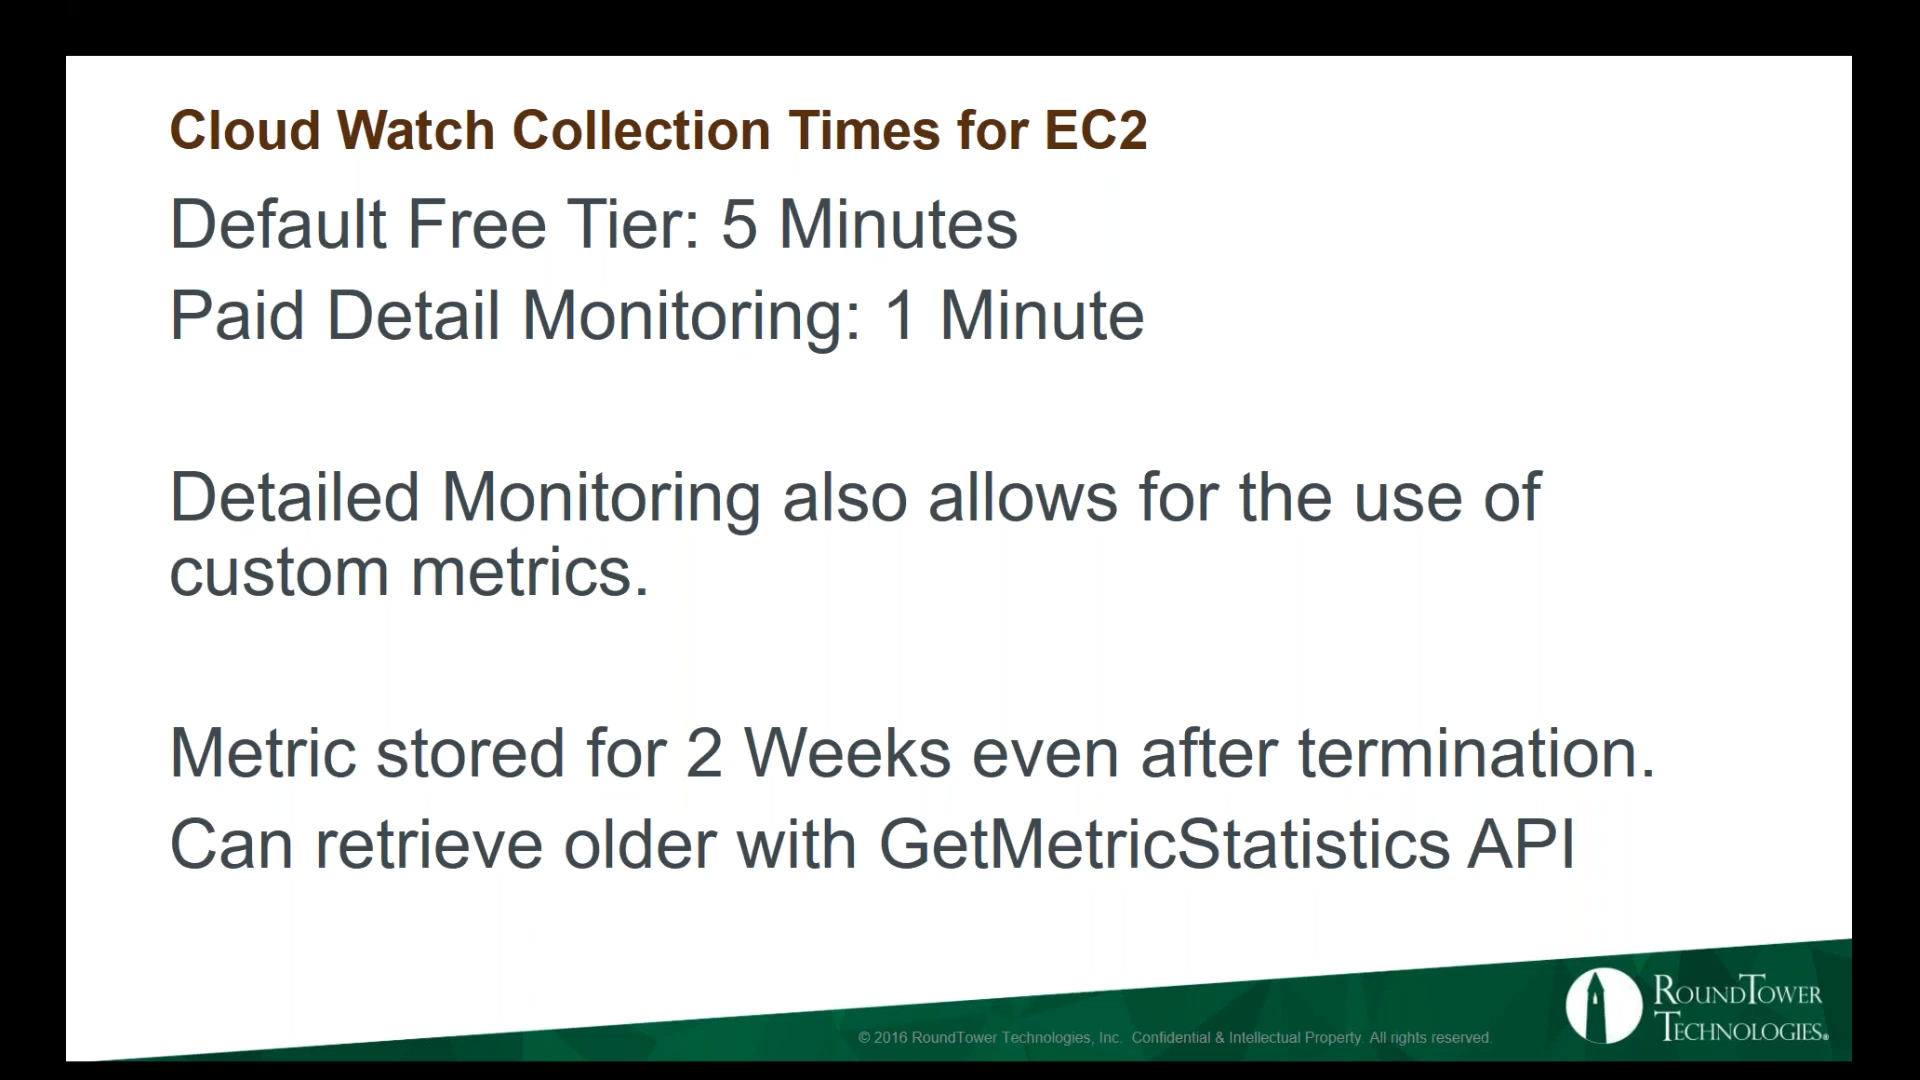 Cloud Watch Collection Times for EC2
Default Free Tier: 5 Minutes
Paid Detail Monitoring: 1 Minute
Detailed Monitoring also allows for the use of
custom metrics.
Metric stored for 2 Weeks even after termination.
Can retrieve older with GetMetricStatistics API
© 2016 RoundTower Technologies, Inc.  Confidential & Intellectual Property. All rights reserved.
ROUNDTOWER
TECHNOLOGIES®